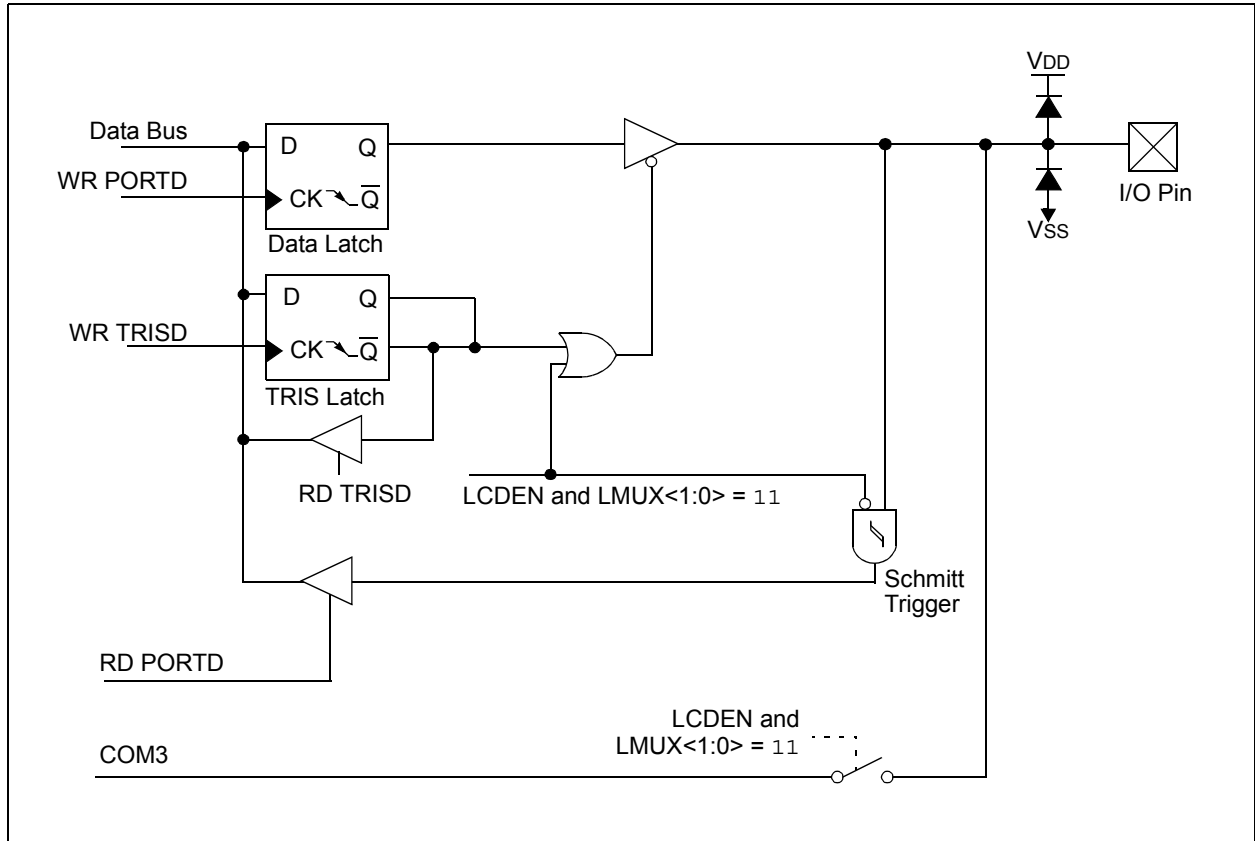 VDD
Data Bus
D Q
WR PORTD
CK Q̅
I/O Pin
Data Latch
VSS
D Q
WR TRISD
CK Q̅
TRIS Latch
RD TRISD
LCDEN and LMUX<1:0> = 11
Schmitt
Trigger
RD PORTD
LCDEN and
LMUX<1:0> = 11
COM3